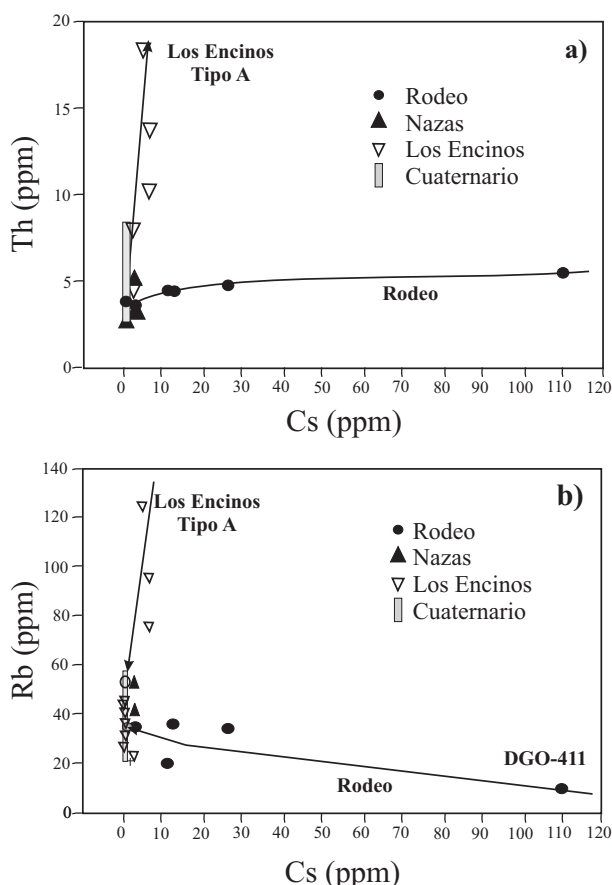 a)
Los Encinos
Tipo A
Rodeo
Nazas
Los Encinos
Cuaternario
Th (ppm)
20
15
10
5
0
Rodeo
0 10 20 30 40 50 60 70 80 90 100 110 120
Cs (ppm)
b)
Los Encinos
Tipo A
Rodeo
Nazas
Los Encinos
Cuaternario
Rb (ppm)
140
120
100
80
60
40
20
0
DGO-411
Rodeo
0 10 20 30 40 50 60 70 80 90 100 110 120
Cs (ppm)